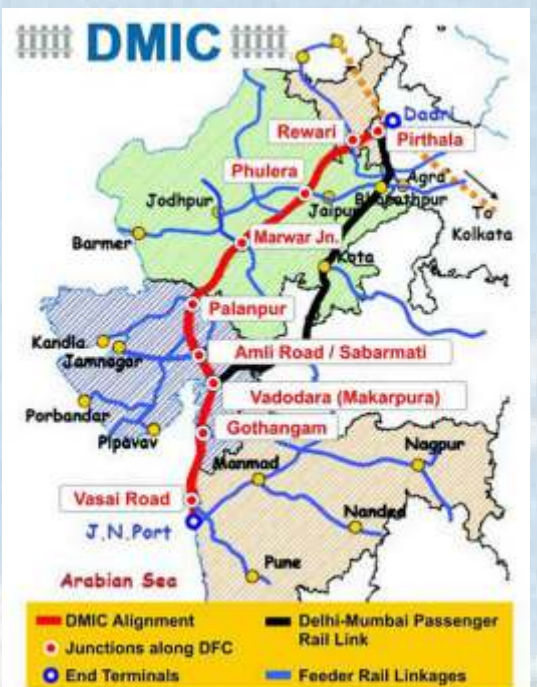 DMIC
Dadri
Rewari
Pirthala
Phulera
Agra
Bharathpur
Jodhpur
Jaipur
To
Kolkata
Barmer
Marwar Jn.
Kota
Palanpur
Kandla
Jamnagar
Amli Road / Sabarmati
Vadodara (Makarpura)
Porbandar
Pipavav
Gothangam
Nagpur
Manmad
Vasai Road
Nanded
J.N.Port
Pune
Arabian Sea
DMIC Alignment
Delhi-Mumbai Passenger
Rail Link
Junctions along DFC
End Terminals
Feeder Rail Linkages